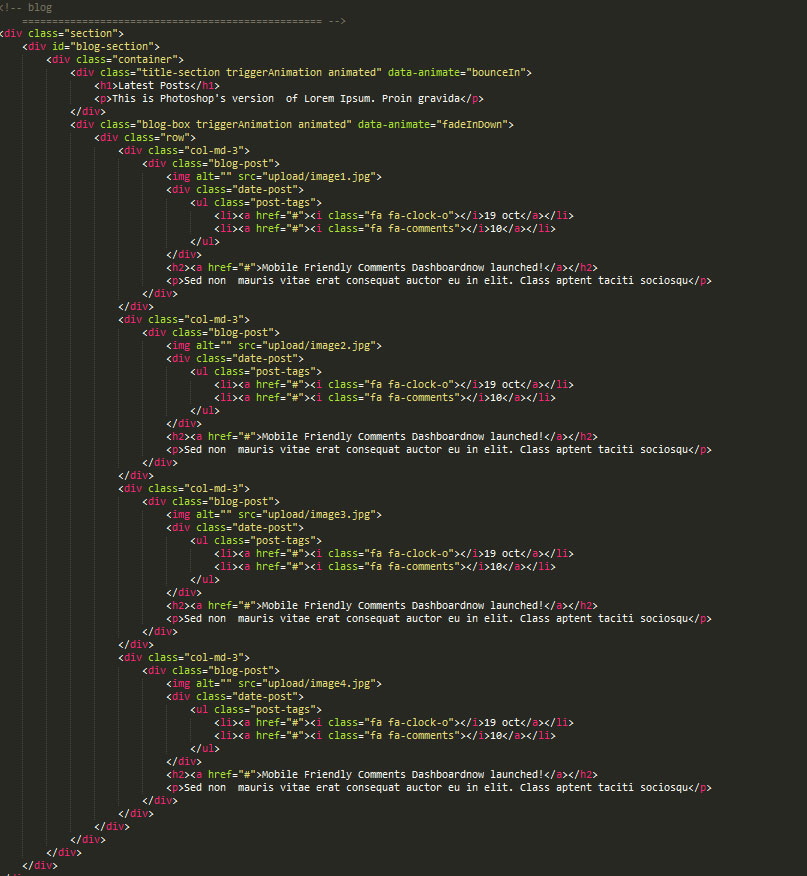 <!-- blog
================================================== -->
<div class="section">
<div id="blog-section">
<div class="container">
<div class="title-section triggerAnimation animated" data-animate="bounceIn">
<h1>Latest Posts</h1>
<p>This is Photoshop's version  of Lorem Ipsum. Proin gravida</p>
</div>
<div class="blog-box triggerAnimation animated" data-animate="fadeInDown">
<div class="row">
<div class="col-md-3">
<div class="blog-post">
<img alt="" src="upload/image1.jpg">
<div class="date-post">
<ul class="post-tags">
<li><a href="#"><i class="fa fa-clock-o"></i>19 oct</a></li>
<li><a href="#"><i class="fa fa-comments"></i>10</a></li>
</ul>
</div>
<h2><a href="#">Mobile Friendly Comments Dashboardnow launched!</a></h2>
<p>Sed non  mauris vitae erat consequat auctor eu in elit. Class aptent taciti sociosqu</p>
</div>
</div>
<div class="col-md-3">
<div class="blog-post">
<img alt="" src="upload/image2.jpg">
<div class="date-post">
<ul class="post-tags">
<li><a href="#"><i class="fa fa-clock-o"></i>19 oct</a></li>
<li><a href="#"><i class="fa fa-comments"></i>10</a></li>
</ul>
</div>
<h2><a href="#">Mobile Friendly Comments Dashboardnow launched!</a></h2>
<p>Sed non  mauris vitae erat consequat auctor eu in elit. Class aptent taciti sociosqu</p>
</div>
</div>
<div class="col-md-3">
<div class="blog-post">
<img alt="" src="upload/image3.jpg">
<div class="date-post">
<ul class="post-tags">
<li><a href="#"><i class="fa fa-clock-o"></i>19 oct</a></li>
<li><a href="#"><i class="fa fa-comments"></i>10</a></li>
</ul>
</div>
<h2><a href="#">Mobile Friendly Comments Dashboardnow launched!</a></h2>
<p>Sed non  mauris vitae erat consequat auctor eu in elit. Class aptent taciti sociosqu</p>
</div>
</div>
<div class="col-md-3">
<div class="blog-post">
<img alt="" src="upload/image4.jpg">
<div class="date-post">
<ul class="post-tags">
<li><a href="#"><i class="fa fa-clock-o"></i>19 oct</a></li>
<li><a href="#"><i class="fa fa-comments"></i>10</a></li>
</ul>
</div>
<h2><a href="#">Mobile Friendly Comments Dashboardnow launched!</a></h2>
<p>Sed non  mauris vitae erat consequat auctor eu in elit. Class aptent taciti sociosqu</p>
</div>
</div>
</div>
</div>
</div>
</div>